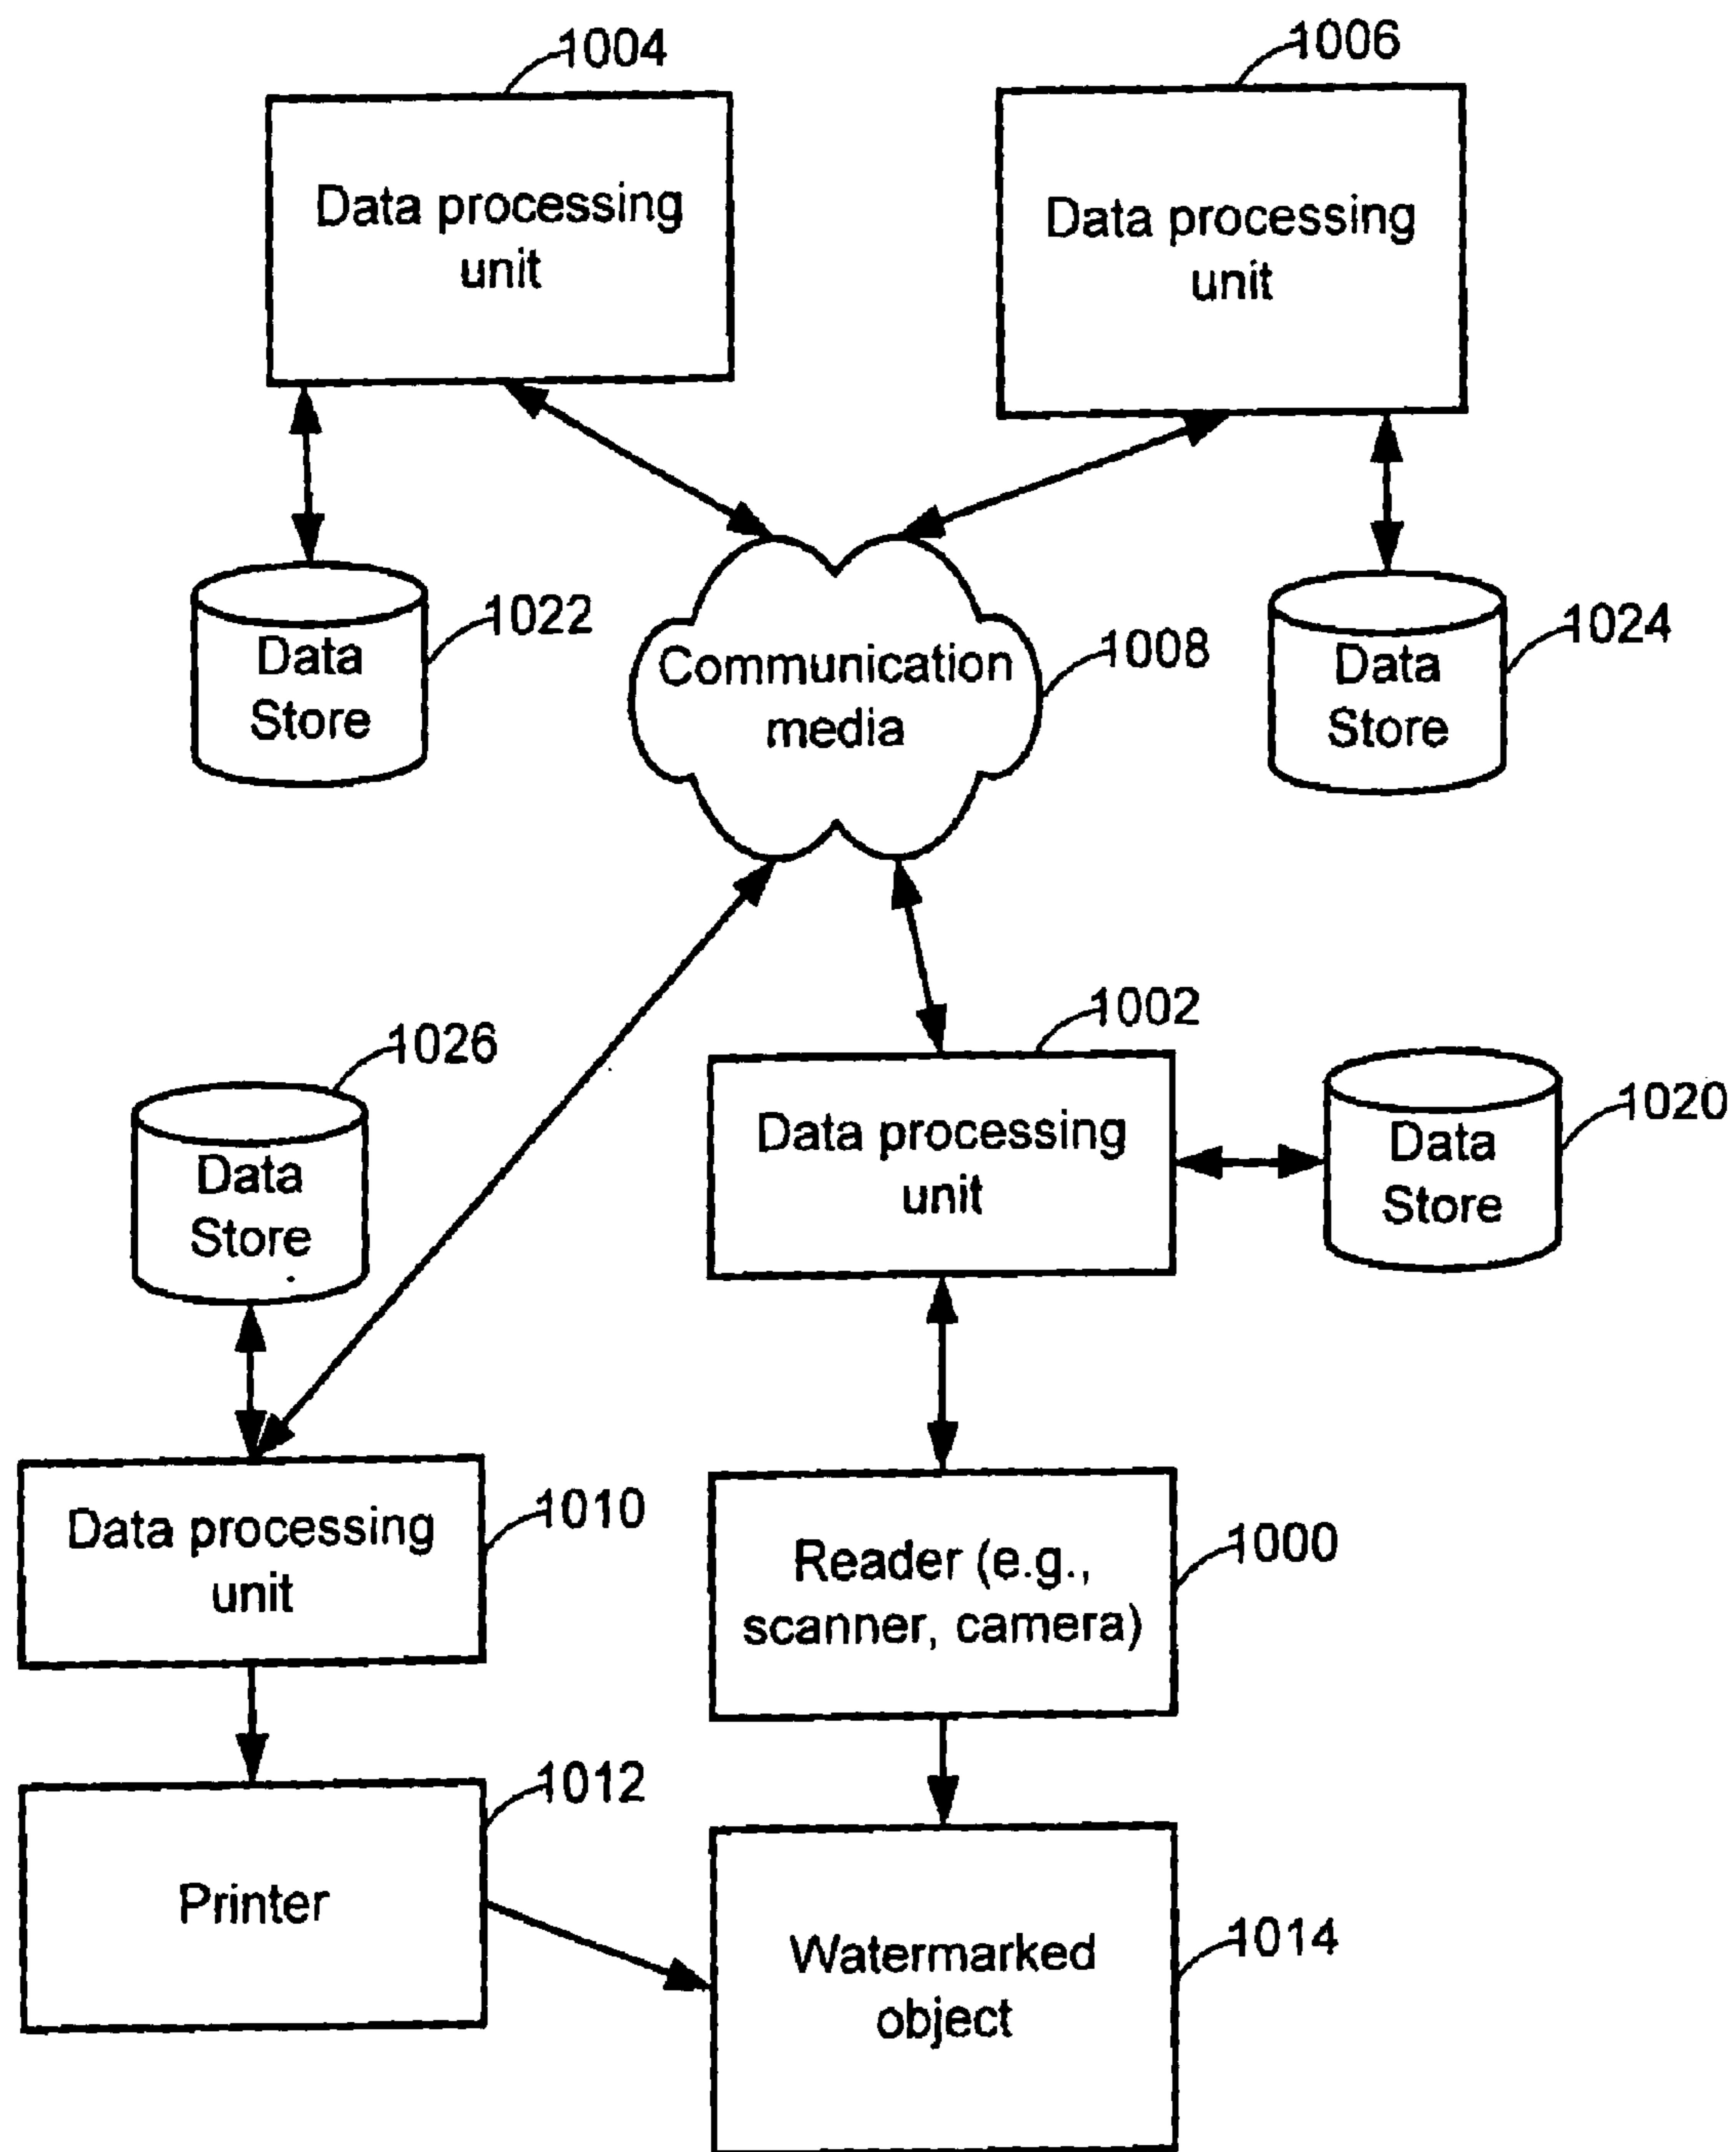 1004
1006
Data processing
unit
Data processing
unit
1022
Data
Store
Communication
media
1008
1024
Data
Store
1002
1026
Data
Store
Data processing
unit
1020
Data
Store
Data processing
unit
1010
Reader (e.g.,
scanner, camera)
1000
1012
Printer
Watermarked
object
1014